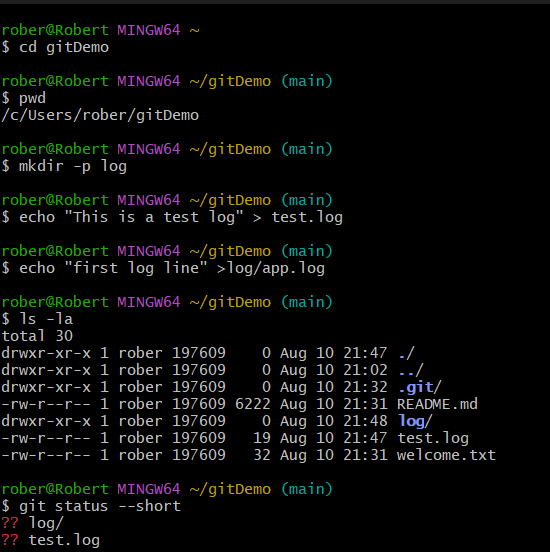 rober@Robert MINGW64 ~
$ cd gitDemo
rober@Robert MINGW64 ~/gitDemo (main)
$ pwd
/c/Users/rober/gitDemo
rober@Robert MINGW64 ~/gitDemo (main)
$ mkdir -p log
rober@Robert MINGW64 ~/gitDemo (main)
$ echo "This is a test log" > test.log
rober@Robert MINGW64 ~/gitDemo (main)
$ echo "first log line" >log/app.log
rober@Robert MINGW64 ~/gitDemo (main)
$ ls -la
total 30
drwxr-xr-x 1 rober 197609    0 Aug 10 21:47 ./
drwxr-xr-x 1 rober 197609    0 Aug 10 21:02 ../
drwxr-xr-x 1 rober 197609    0 Aug 10 21:32 .git/
-rw-r--r-- 1 rober 197609 6222 Aug 10 21:31 README.md
drwxr-xr-x 1 rober 197609    0 Aug 10 21:48 log/
-rw-r--r-- 1 rober 197609   19 Aug 10 21:47 test.log
-rw-r--r-- 1 rober 197609   32 Aug 10 21:31 welcome.txt
rober@Robert MINGW64 ~/gitDemo (main)
$ git status --short
?? log/
?? test.log